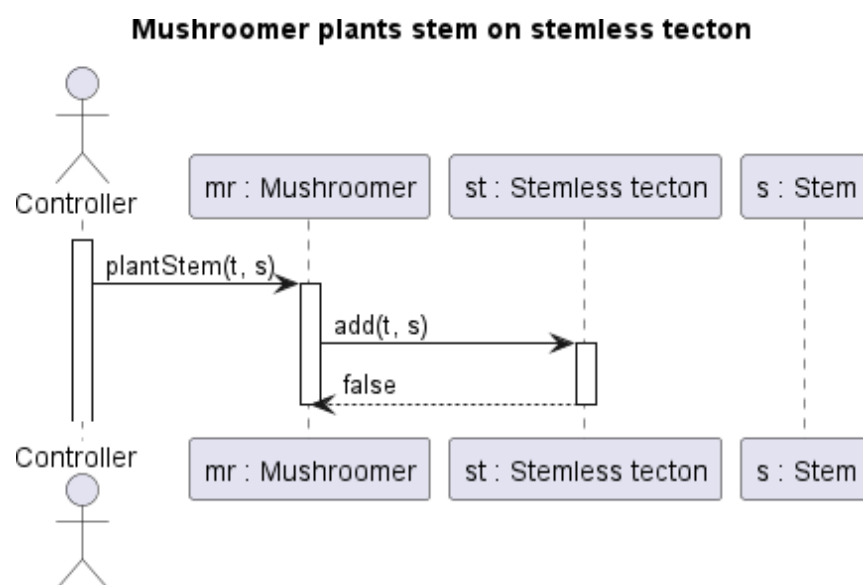 Mushroomer plants stem on stemless tecton
Controller
mr : Mushroomer
st : Stemless tecton
s : Stem
plantStem(t, s)
add(t, s)
false
Controller
mr : Mushroomer
st : Stemless tecton
s : Stem